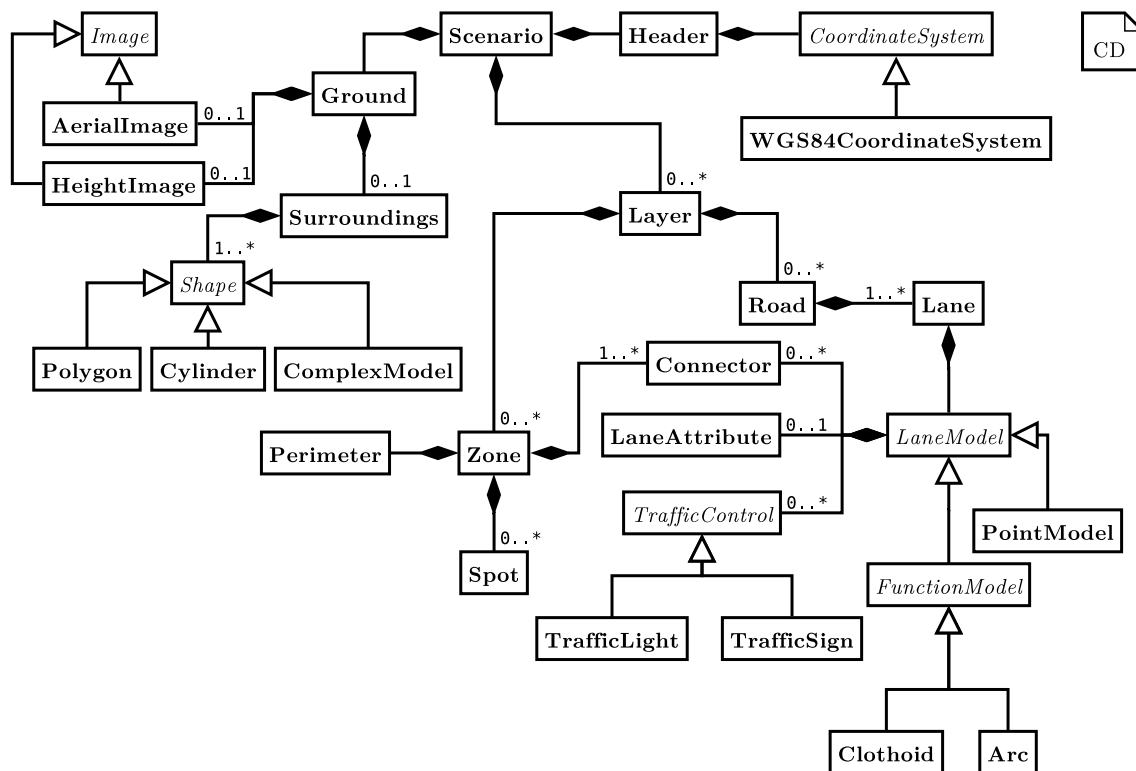 Image
Scenario
Header
CoordinateSystem
CD
Ground
AerialImage
0..1
WGS84CoordinateSystem
HeightImage
0..1
0..1
0..*
Surroundings
Layer
1..*
Shape
0..*
Road
1..*
Lane
Polygon
Cylinder
ComplexModel
1..*
Connector
0..*
0..*
LaneAttribute
0..1
LaneModel
Perimeter
Zone
TrafficControl
0..*
PointModel
0..*
Spot
FunctionModel
TrafficLight
TrafficSign
Clothoid
Arc